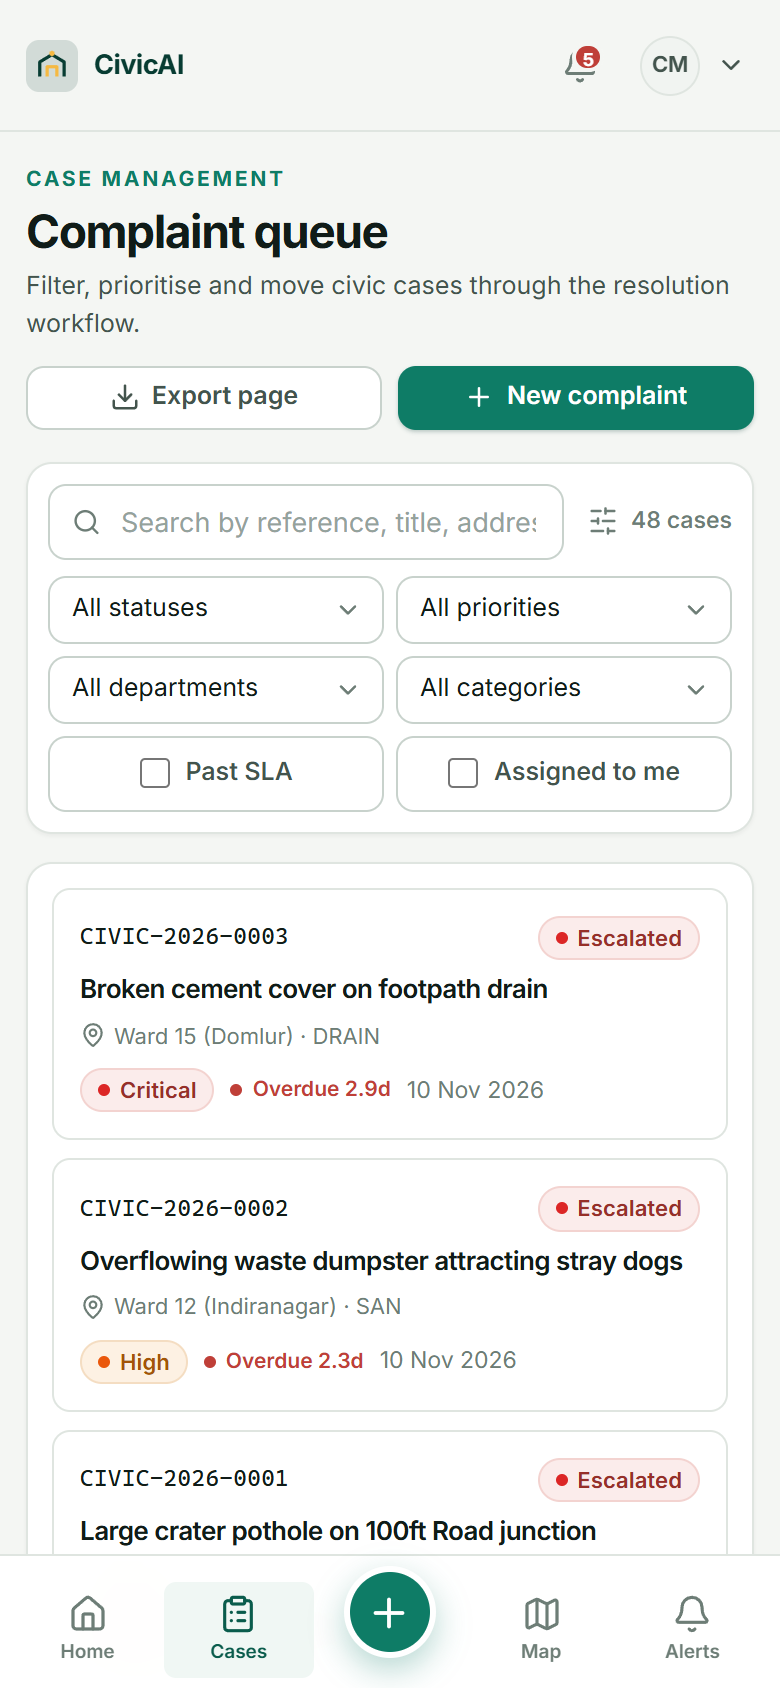 CivicAI
5
CM
CASE MANAGEMENT
Complaint queue
Filter, prioritise and move civic cases through the resolution
workflow.
Export page
New complaint
Search by reference, title, addres
48 cases
All statuses
All priorities
All departments
All categories
Past SLA
Assigned to me
CIVIC-2026-0003
Escalated
Broken cement cover on footpath drain
Ward 15 (Domlur) · DRAIN
Critical
Overdue 2.9d
10 Nov 2026
CIVIC-2026-0002
Escalated
Overflowing waste dumpster attracting stray dogs
Ward 12 (Indiranagar) · SAN
High
Overdue 2.3d
10 Nov 2026
CIVIC-2026-0001
Escalated
Large crater pothole on 100ft Road junction
Home
Cases
Map
Alerts